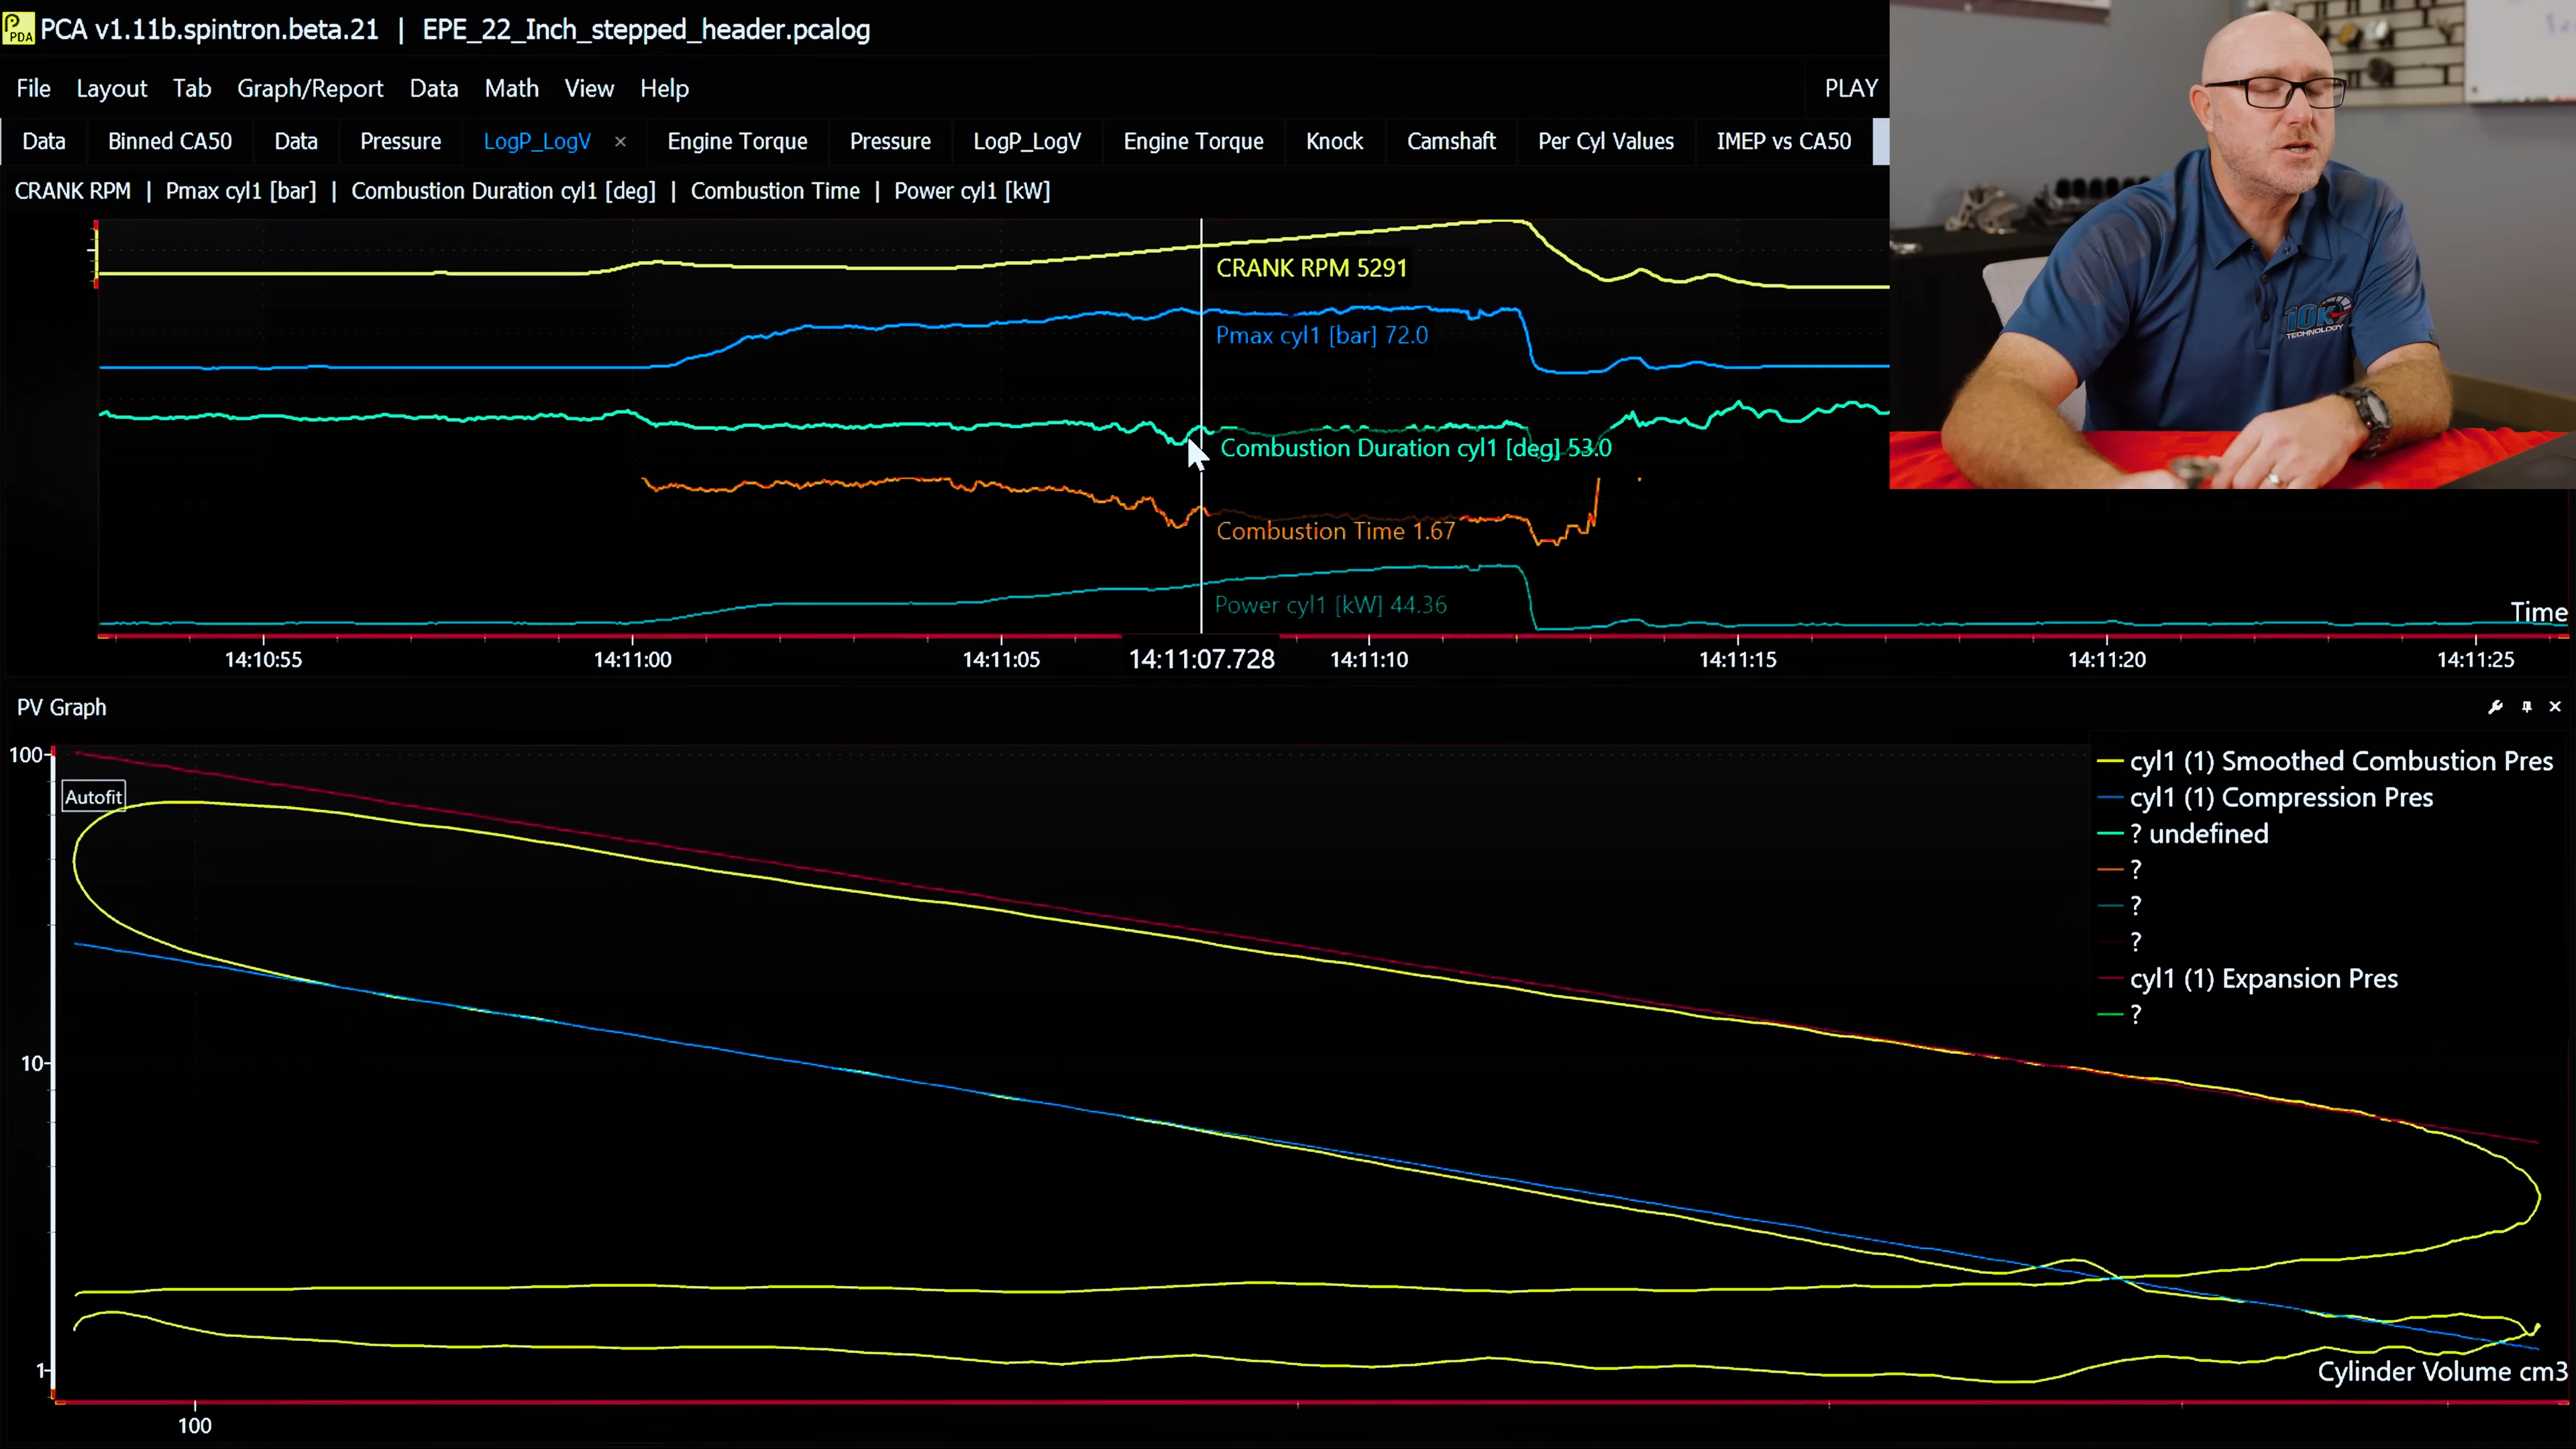 PDA
PCA v1.11b.spintron.beta.21 | EPE_22_Inch_stepped_header.pcalog
File Layout Tab Graph/Report Data Math View Help PLAY
Data Binned CA50 Data Pressure LogP_LogV × Engine Torque Pressure LogP_LogV Engine Torque Knock Camshaft Per Cyl Values IMEP vs CA50
CRANK RPM | Pmax cyl1 [bar] | Combustion Duration cyl1 [deg] | Combustion Time | Power cyl1 [kW]
CRANK RPM 5291
Pmax cyl1 [bar] 72.0
Combustion Duration cyl1 [deg] 53.0
Combustion Time 1.67
Power cyl1 [kW] 44.36
Time
14:10:55 14:11:00 14:11:05 14:11:07.728 14:11:10 14:11:15 14:11:20 14:11:25
10K
TECHNOLOGY
PV Graph
100
Autofit
10
1
cyl1 (1) Smoothed Combustion Pres
cyl1 (1) Compression Pres
? undefined
?
?
?
cyl1 (1) Expansion Pres
?
Cylinder Volume cm3
100